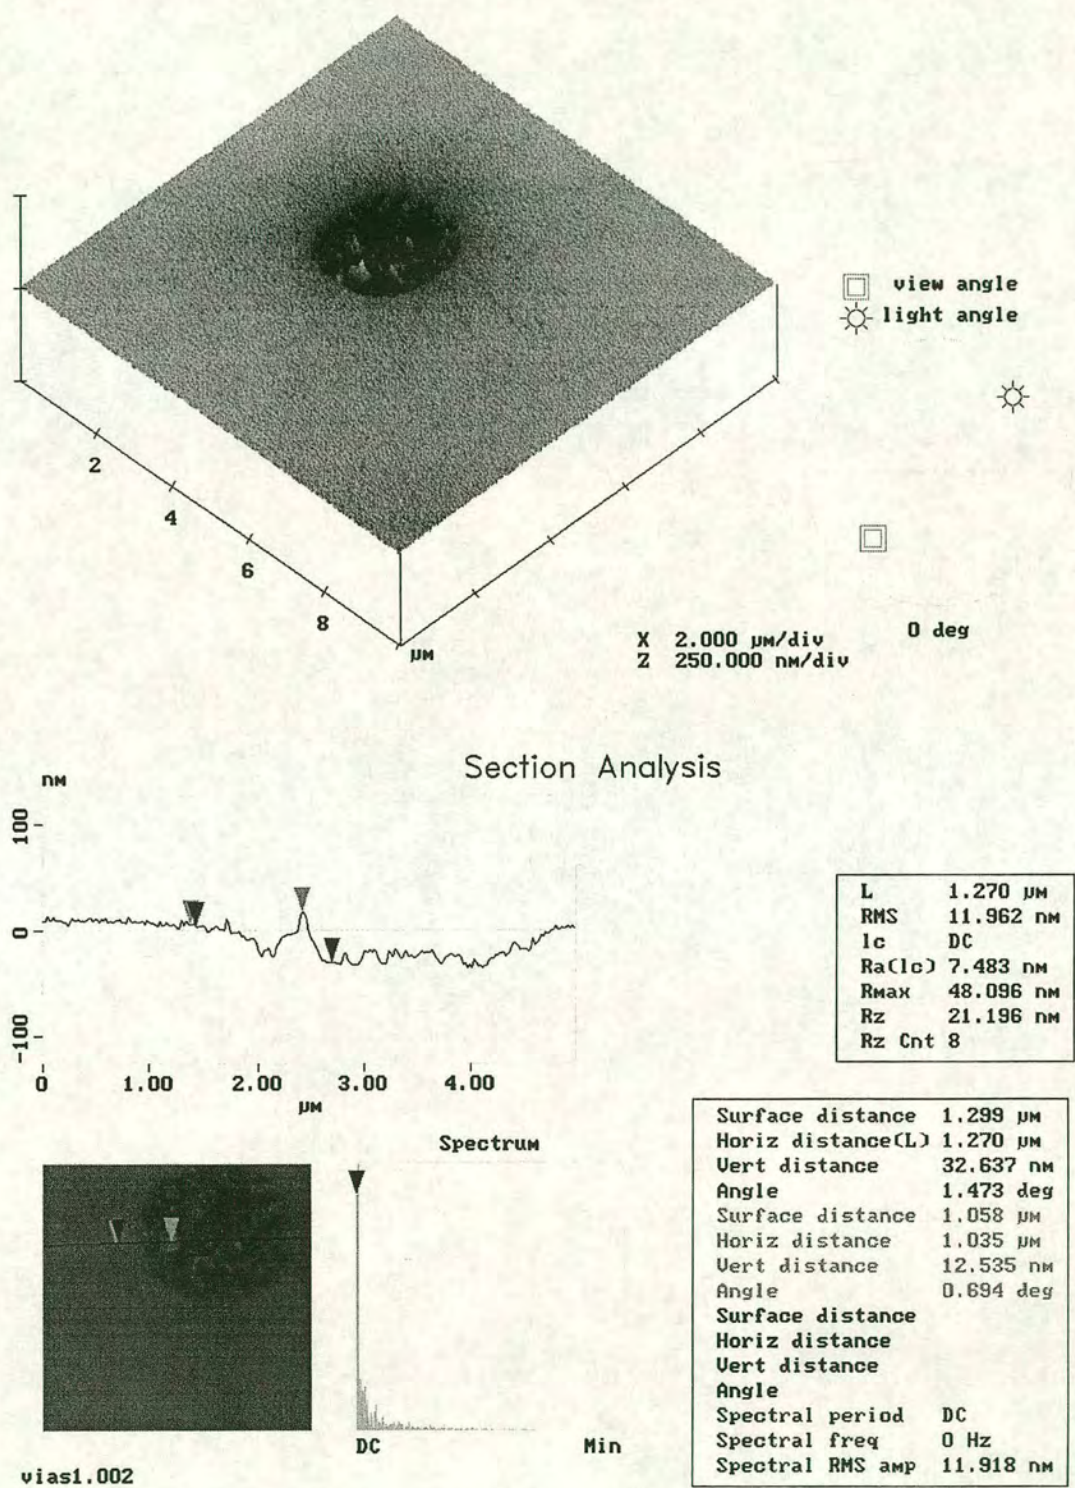 view angle
light angle
2
4
6
8
µm
X 2.000 µm/div
Z 250.000 nm/div
0 deg
Section Analysis
nm
100
0
-100
0 1.00 2.00 3.00 4.00
µm
L 1.270 µm
RMS 11.962 nm
lc DC
Ra(lc) 7.483 nm
Rmax 48.096 nm
Rz 21.196 nm
Rz Cnt 8
Surface distance 1.299 µm
Horiz distance(L) 1.270 µm
Vert distance 32.637 nm
Angle 1.473 deg
Surface distance 1.058 µm
Horiz distance 1.035 µm
Vert distance 12.535 nm
Angle 0.694 deg
Surface distance
Horiz distance
Vert distance
Angle
Spectral period DC
Spectral freq 0 Hz
Spectral RMS amp 11.918 nm
Spectrum
DC Min
vias1.002